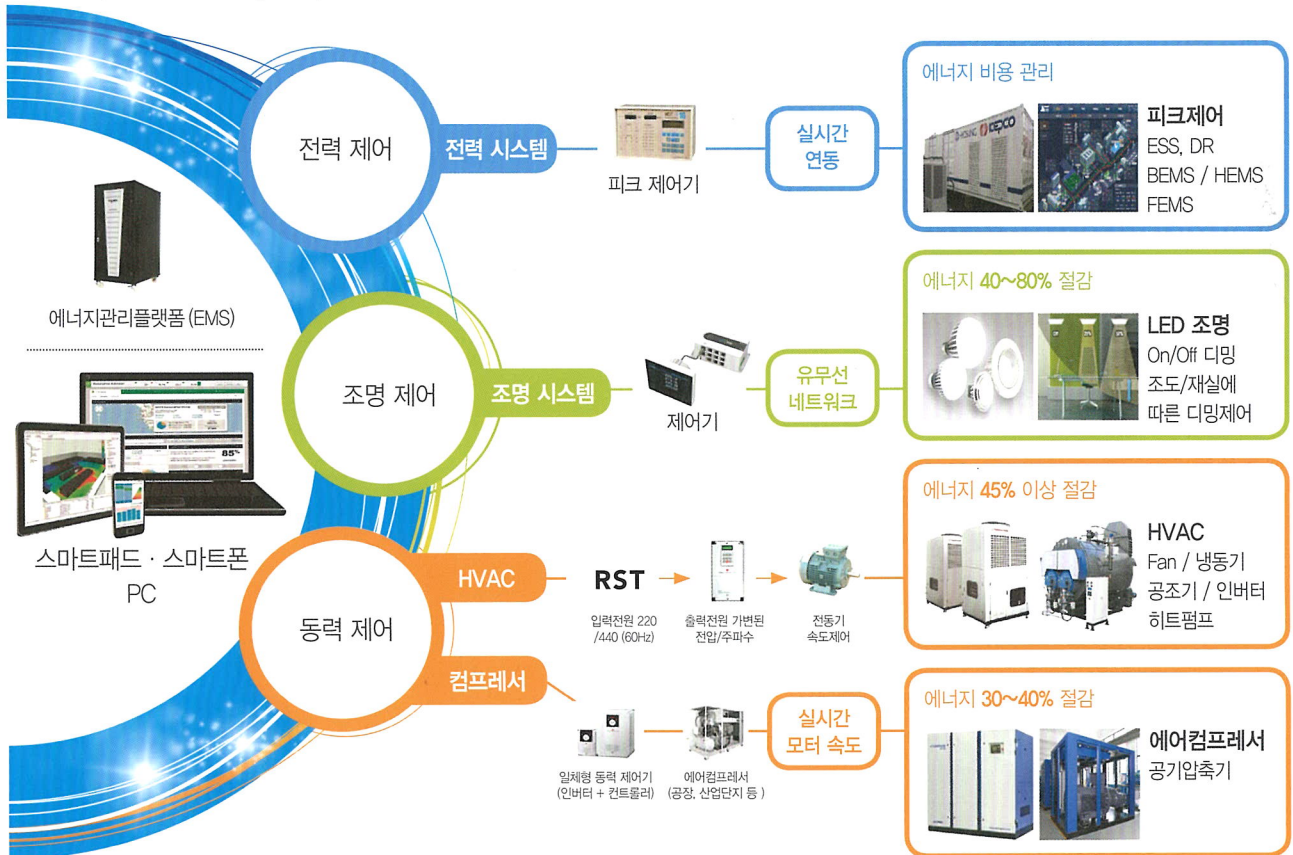 에너지관리플랫폼 (EMS)
스마트패드 · 스마트폰
PC
85%
전력 제어
전력 시스템
피크 제어기
실시간
연동
에너지 비용 관리
DEPCO
피크제어
ESS, DR
BEMS / HEMS
FEMS
조명 제어
조명 시스템
제어기
유무선
네트워크
에너지 40~80% 절감
LED 조명
On/Off 디밍
조도/재실에
따른 디밍제어
동력 제어
HVAC
RST
입력전원 220
/440 (60Hz)
출력전원 가변된
전압/주파수
전동기
속도제어
에너지 45% 이상 절감
HVAC
Fan / 냉동기
공조기 / 인버터
히트펌프
컴프레서
일체형 동력 제어기
(인버터 + 컨트롤러)
에어컴프레서
(공장, 산업단지 등 )
실시간
모터 속도
에너지 30~40% 절감
에어컴프레서
공기압축기